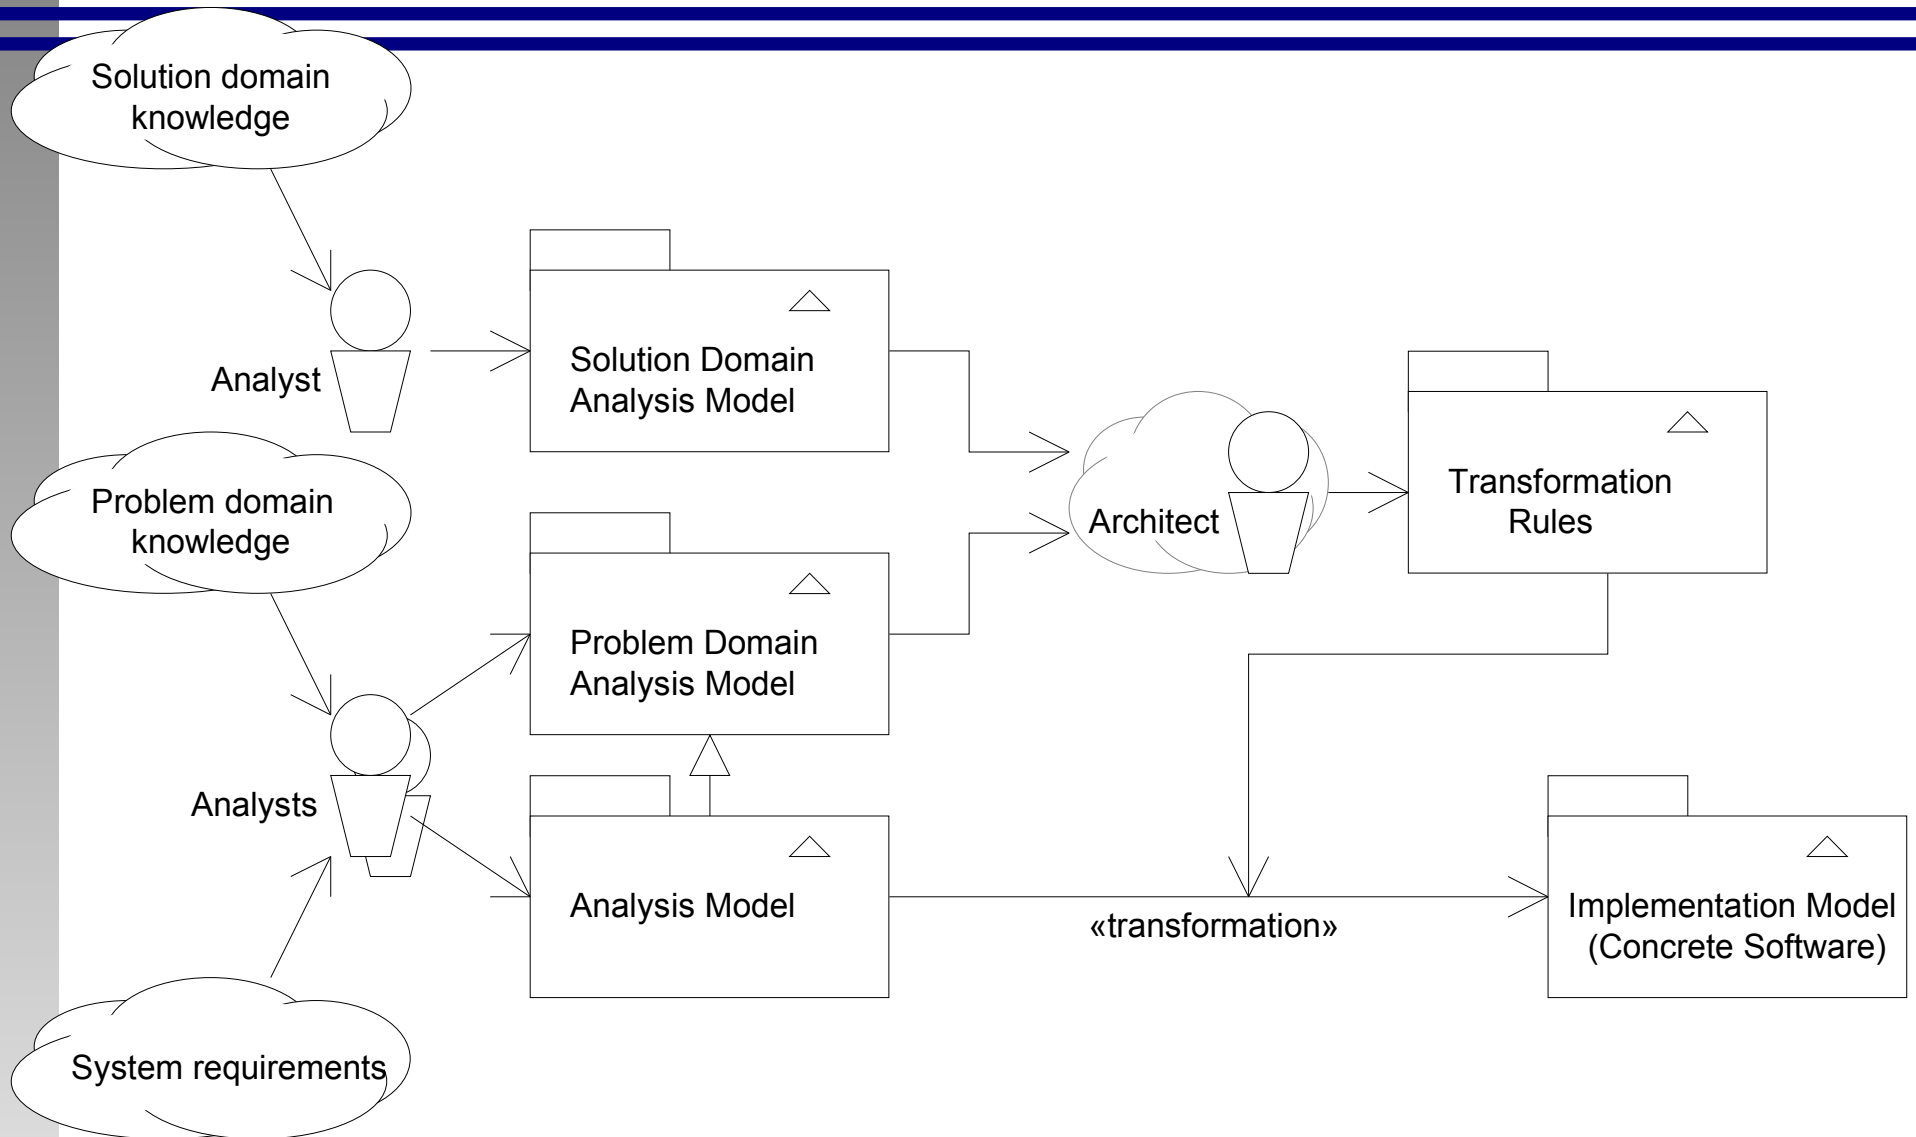 Solution domain
knowledge
Analyst
Solution Domain
Analysis Model
Problem domain
knowledge
Architect
Transformation
Rules
Problem Domain
Analysis Model
Analysts
Analysis Model
«transformation»
Implementation Model
(Concrete Software)
System requirements